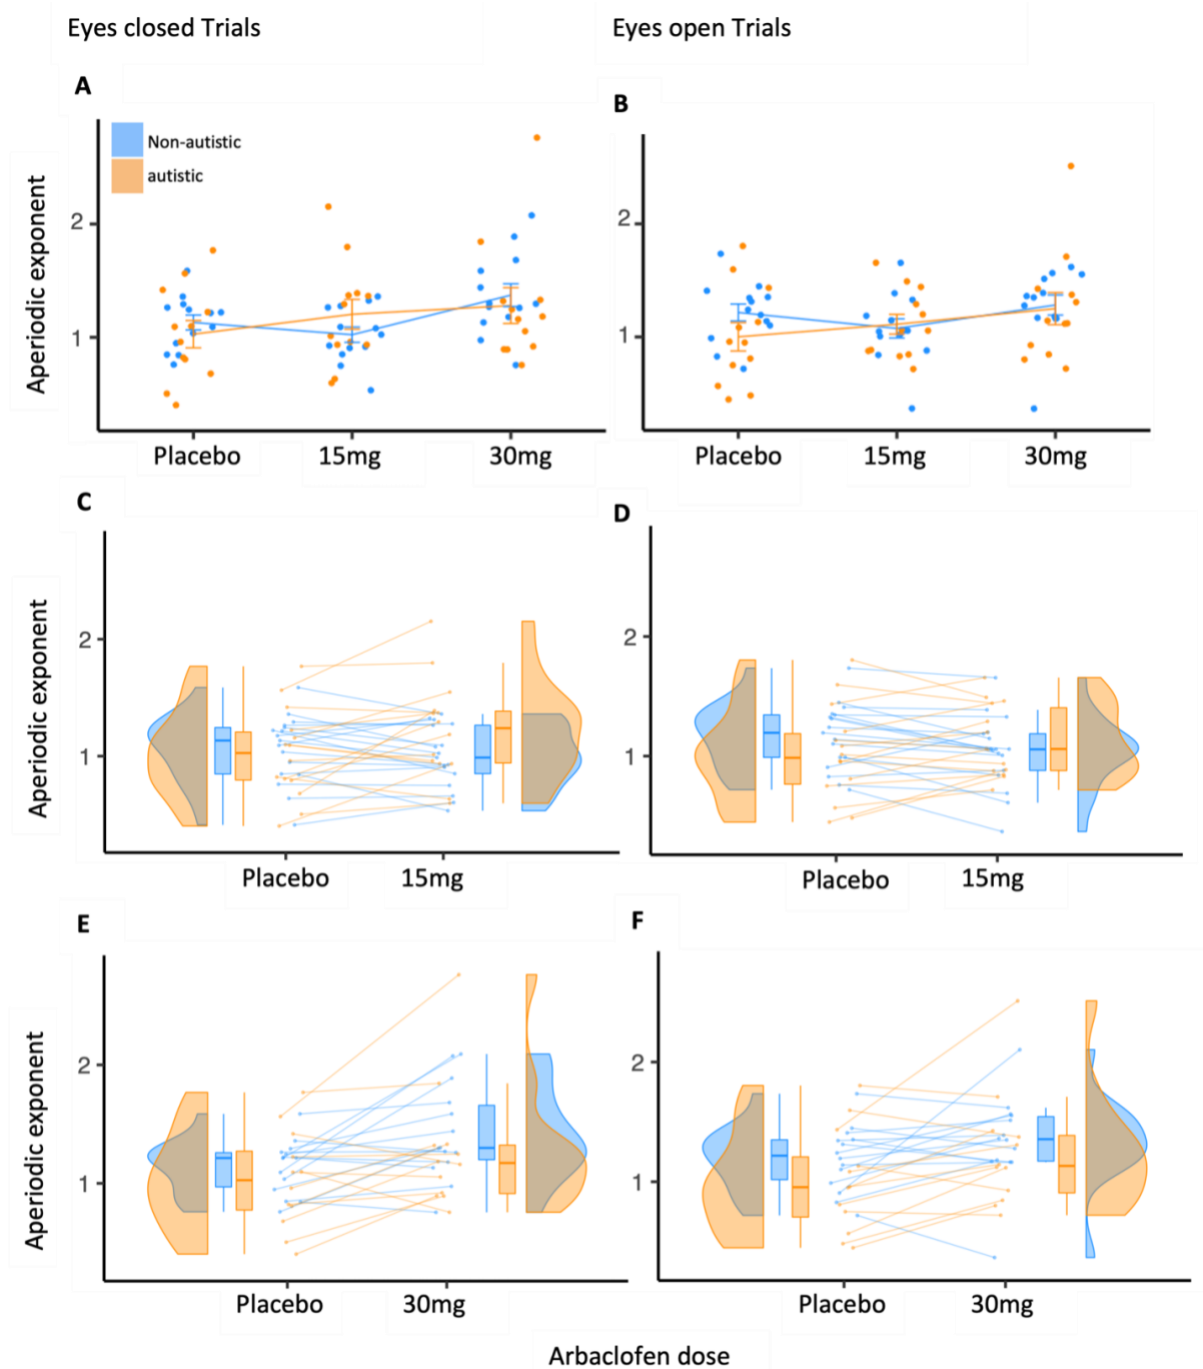 Eyes closed Trials
Eyes open Trials
A
B
Non-autistic
autistic
Aperiodic exponent
2
1
2
1
Placebo
15mg
30mg
Placebo
15mg
30mg
C
D
Aperiodic exponent
2
1
2
1
Placebo
15mg
Placebo
15mg
E
F
Aperiodic exponent
2
1
2
1
Placebo
30mg
Placebo
30mg
Arbaclofen dose